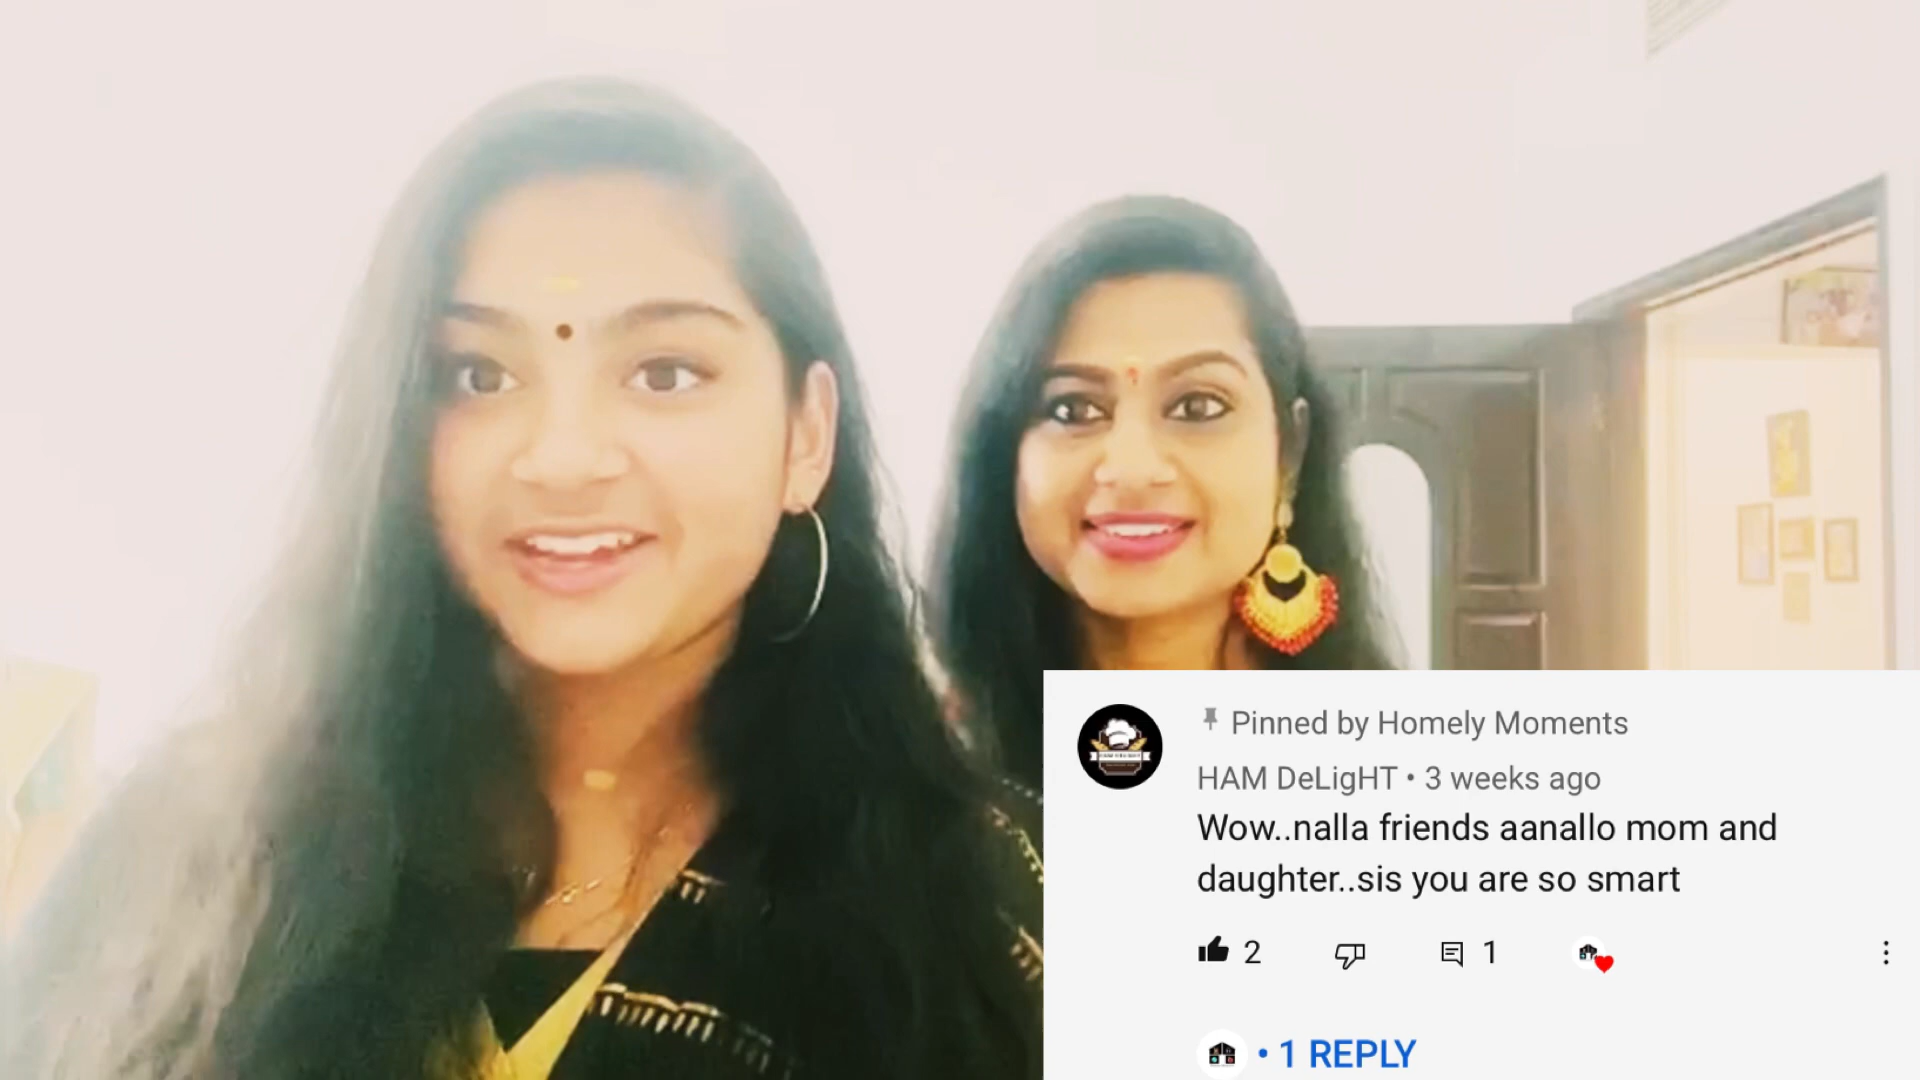 Pinned by Homely Moments
HAM DeLigHT • 3 weeks ago
Wow..nalla friends aanallo mom and
daughter..sis you are so smart
2
1
• 1 REPLY